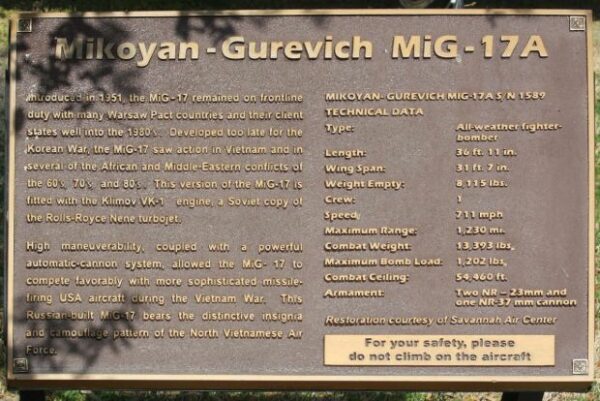 Mikoyan-Gurevich MiG-17A
Introduced in 1951, the MiG-17 remained on frontline
duty with many Warsaw Pact countries and their client
states well into the 1980's. Developed too late for the
Korean War, the MiG-17 saw action in Vietnam and in
several of the African and Middle-Eastern conflicts of
the 60's, 70's, and 80's. This version of the MiG-17 is
fitted with the Klimov VK-1 engine, a Soviet copy of
the Rolls-Royce Nene turbojet.
High maneuverability, coupled with a powerful
automatic-cannon system, allowed the MiG- 17 to
compete favorably with more sophisticated missile-
firing USA aircraft during the Vietnam War. This
Russian-built MiG-17 bears the distinctive insignia
and camouflage pattern of the North Vietnamese Air
Force.
MIKOYAN- GUREVICH MIG-17A S/N 1589
TECHNICAL DATA
Type: All-weather fighter-
bomber
Length: 36 ft. 11 in.
Wing Span: 31 ft. 7 in.
Weight Empty: 8,115 lbs.
Crew: 1
Speed: 711 mph
Maximum Range: 1,230 mi.
Combat Weight: 13,393 lbs.
Maximum Bomb Load: 1,202 lbs.
Combat Ceiling: 54,460 ft.
Armament: Two NR – 23mm and
one NR-37 mm cannon
Restoration courtesy of Savannah Air Center
For your safety, please
do not climb on the aircraft